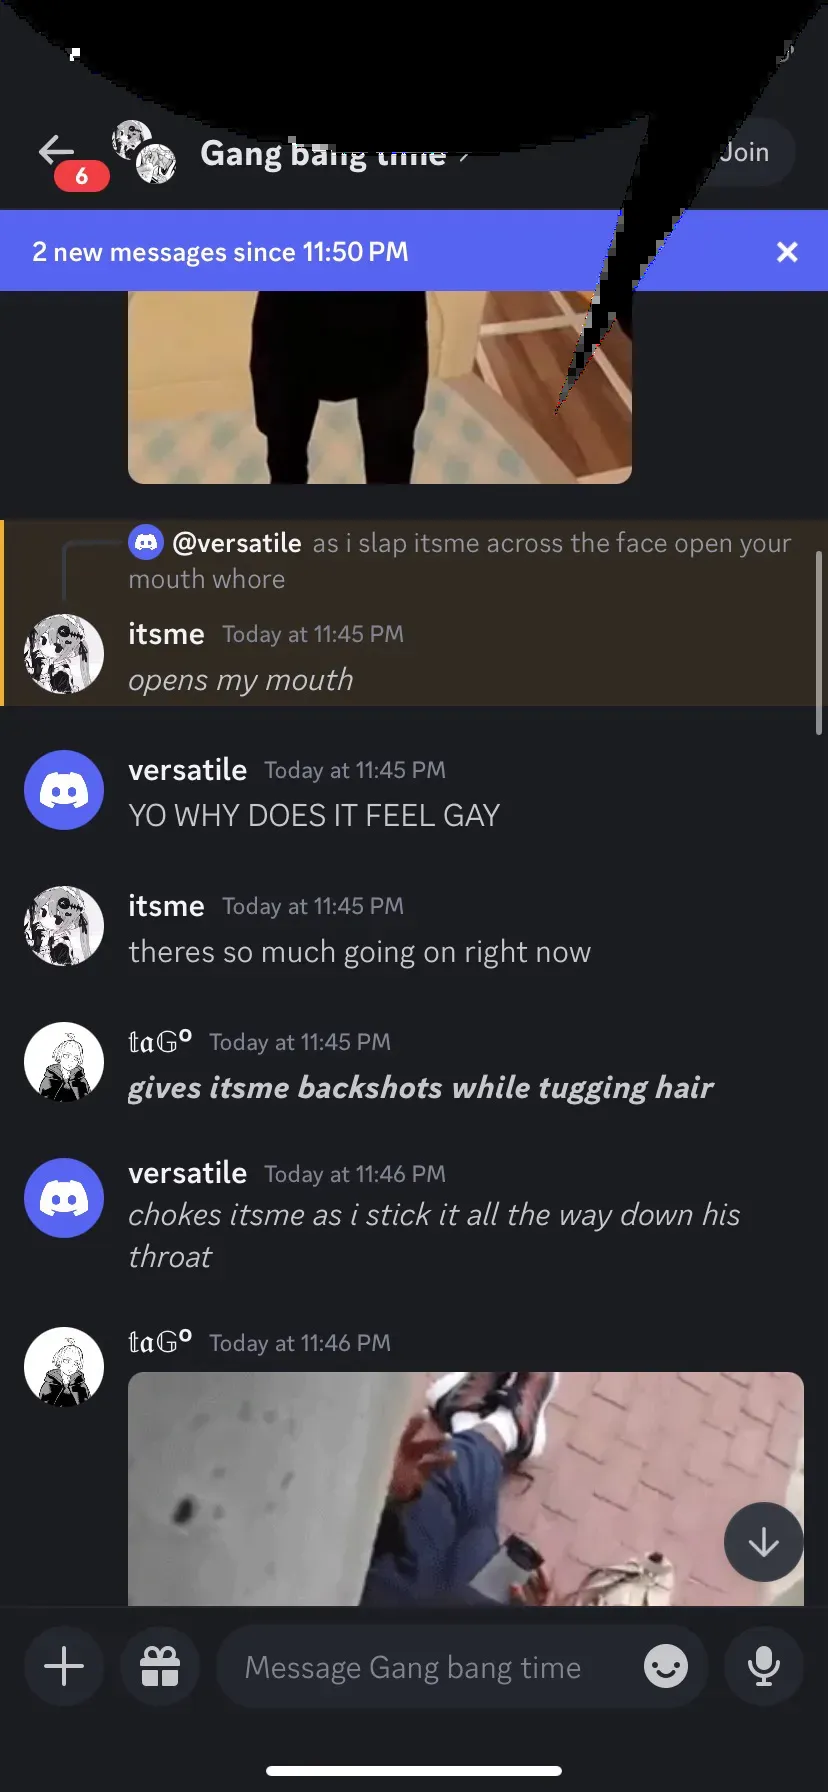 Gang bang time
Join
6
2 new messages since 11:50 PM
@versatile as i slap itsme across the face open your
mouth whore
itsme Today at 11:45 PM
opens my mouth
versatile Today at 11:45 PM
YO WHY DOES IT FEEL GAY
itsme Today at 11:45 PM
theres so much going on right now
𝕥𝕒𝔾º Today at 11:45 PM
gives itsme backshots while tugging hair
versatile Today at 11:46 PM
chokes itsme as i stick it all the way down his
throat
𝕥𝕒𝔾º Today at 11:46 PM
Message Gang bang time